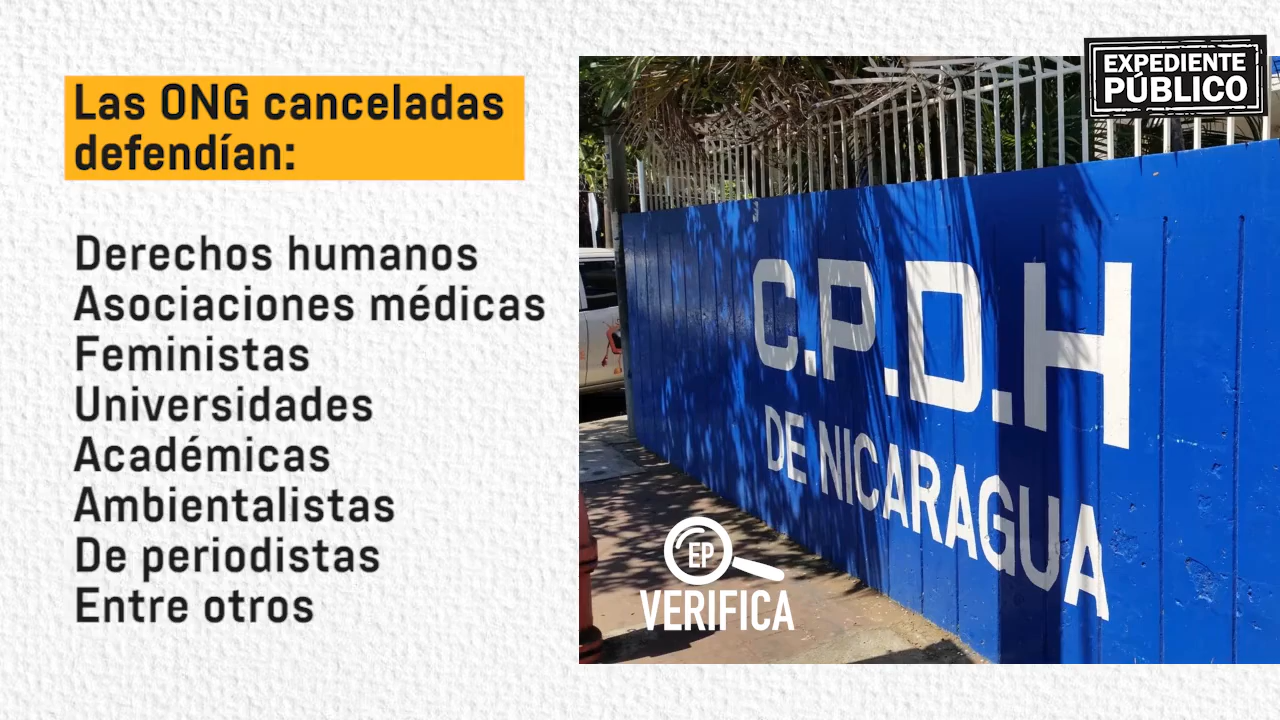 Las ONG canceladas
defendían:
Derechos humanos
Asociaciones médicas
Feministas
Universidades
Académicas
Ambientalistas
De periodistas
Entre otros
EXPEDIENTE
PÚBLICO
C.P.D.H
DE NICARAGUA
EP
VERIFICA